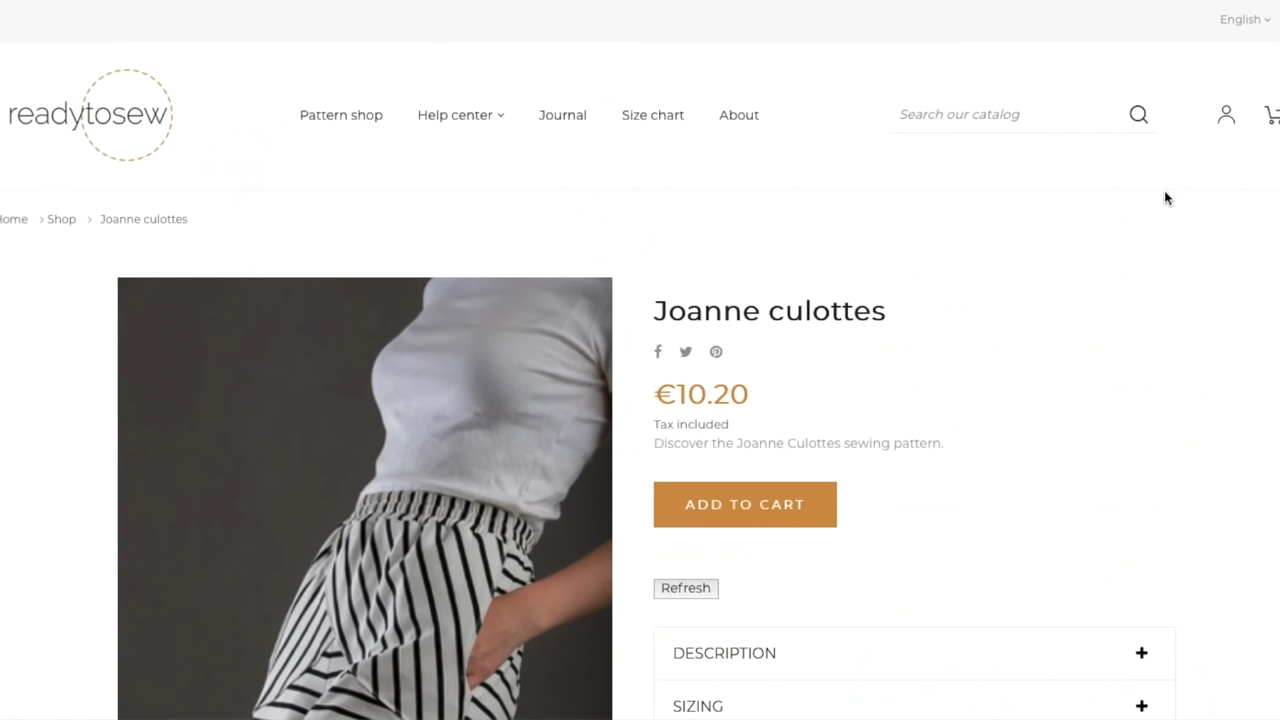 English
readytosew
Pattern shop Help center Journal Size chart About
Search our catalog
Home > Shop > Joanne culottes
Joanne culottes
€10.20
Tax included
Discover the Joanne Culottes sewing pattern.
ADD TO CART
Refresh
DESCRIPTION +
SIZING +